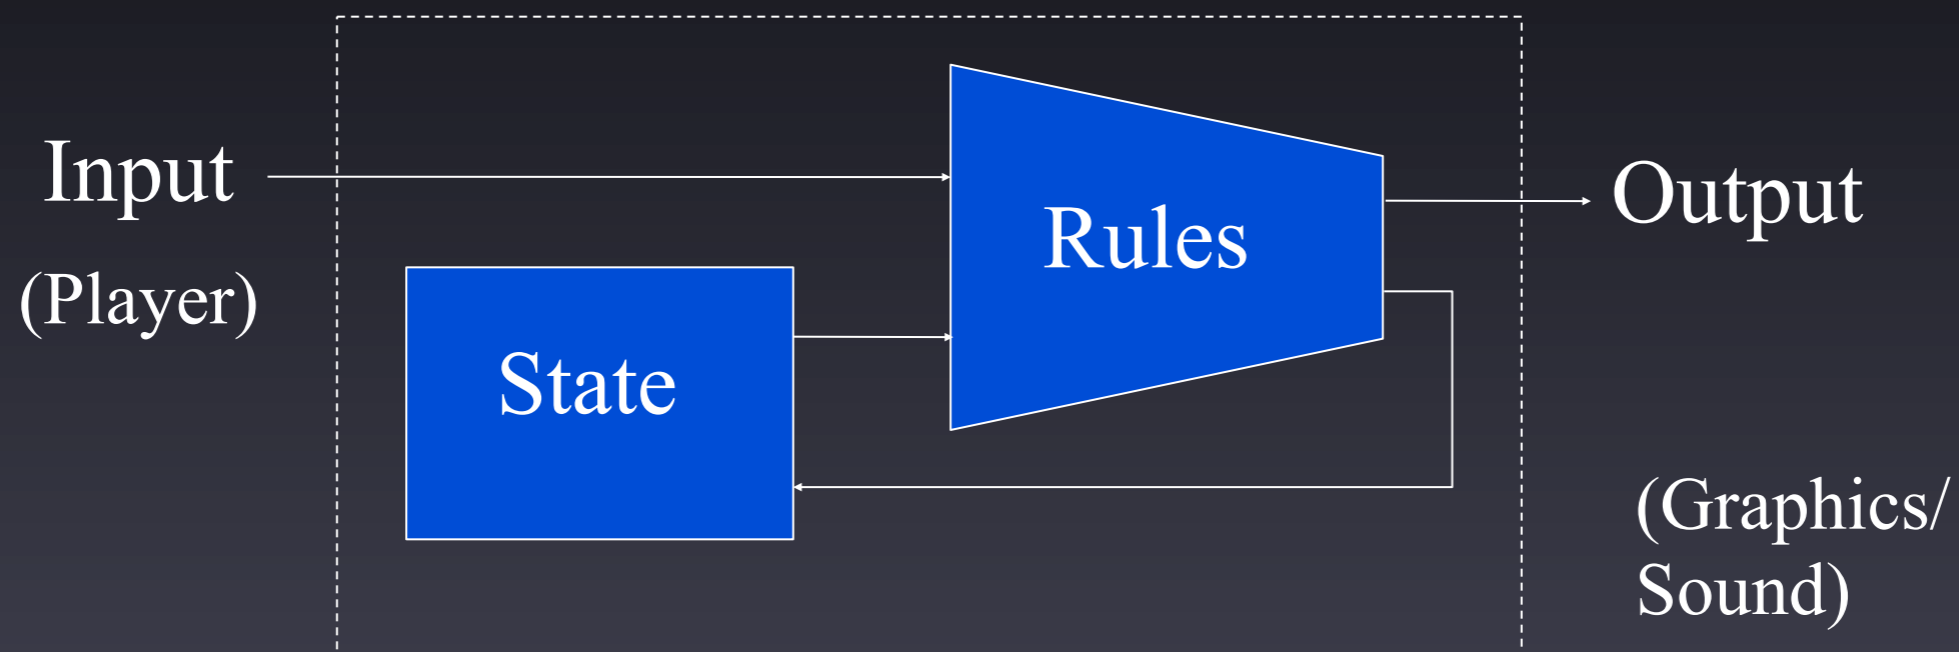 Input
(Player)
State
Rules
Output
(Graphics/
Sound)